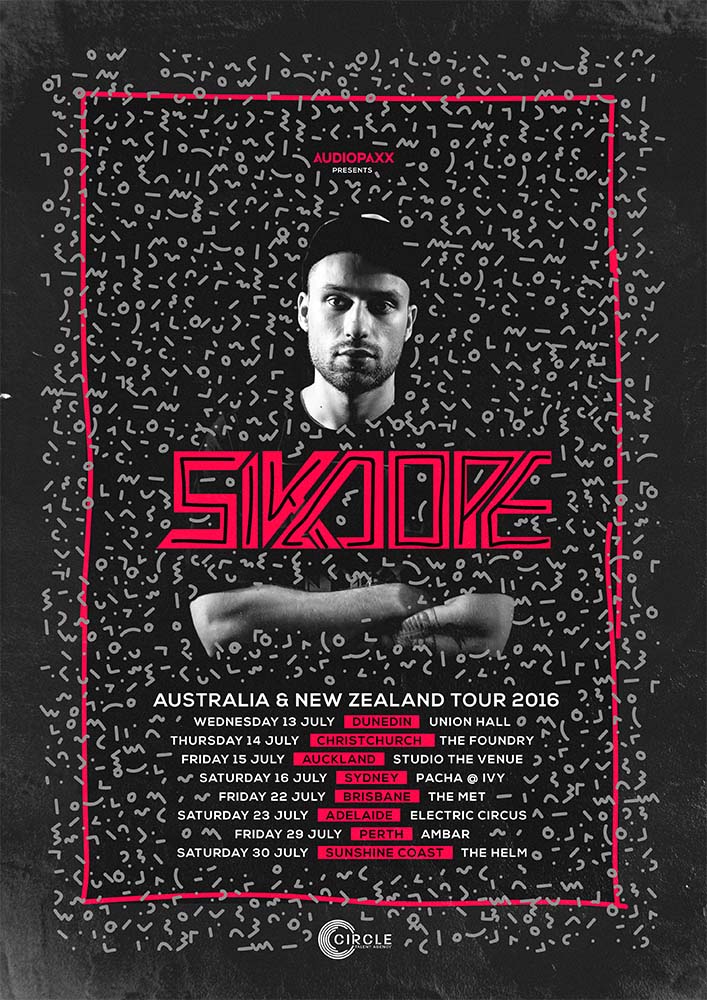 AUDIOPAXX
PRESENTS
SIKDOPE
AUSTRALIA & NEW ZEALAND TOUR 2016
WEDNESDAY 13 JULY DUNEDIN UNION HALL
THURSDAY 14 JULY CHRISTCHURCH THE FOUNDRY
FRIDAY 15 JULY AUCKLAND STUDIO THE VENUE
SATURDAY 16 JULY SYDNEY PACHA @ IVY
FRIDAY 22 JULY BRISBANE THE MET
SATURDAY 23 JULY ADELAIDE ELECTRIC CIRCUS
FRIDAY 29 JULY PERTH AMBAR
SATURDAY 30 JULY SUNSHINE COAST THE HELM
CIRCLE
TALENT AGENCY